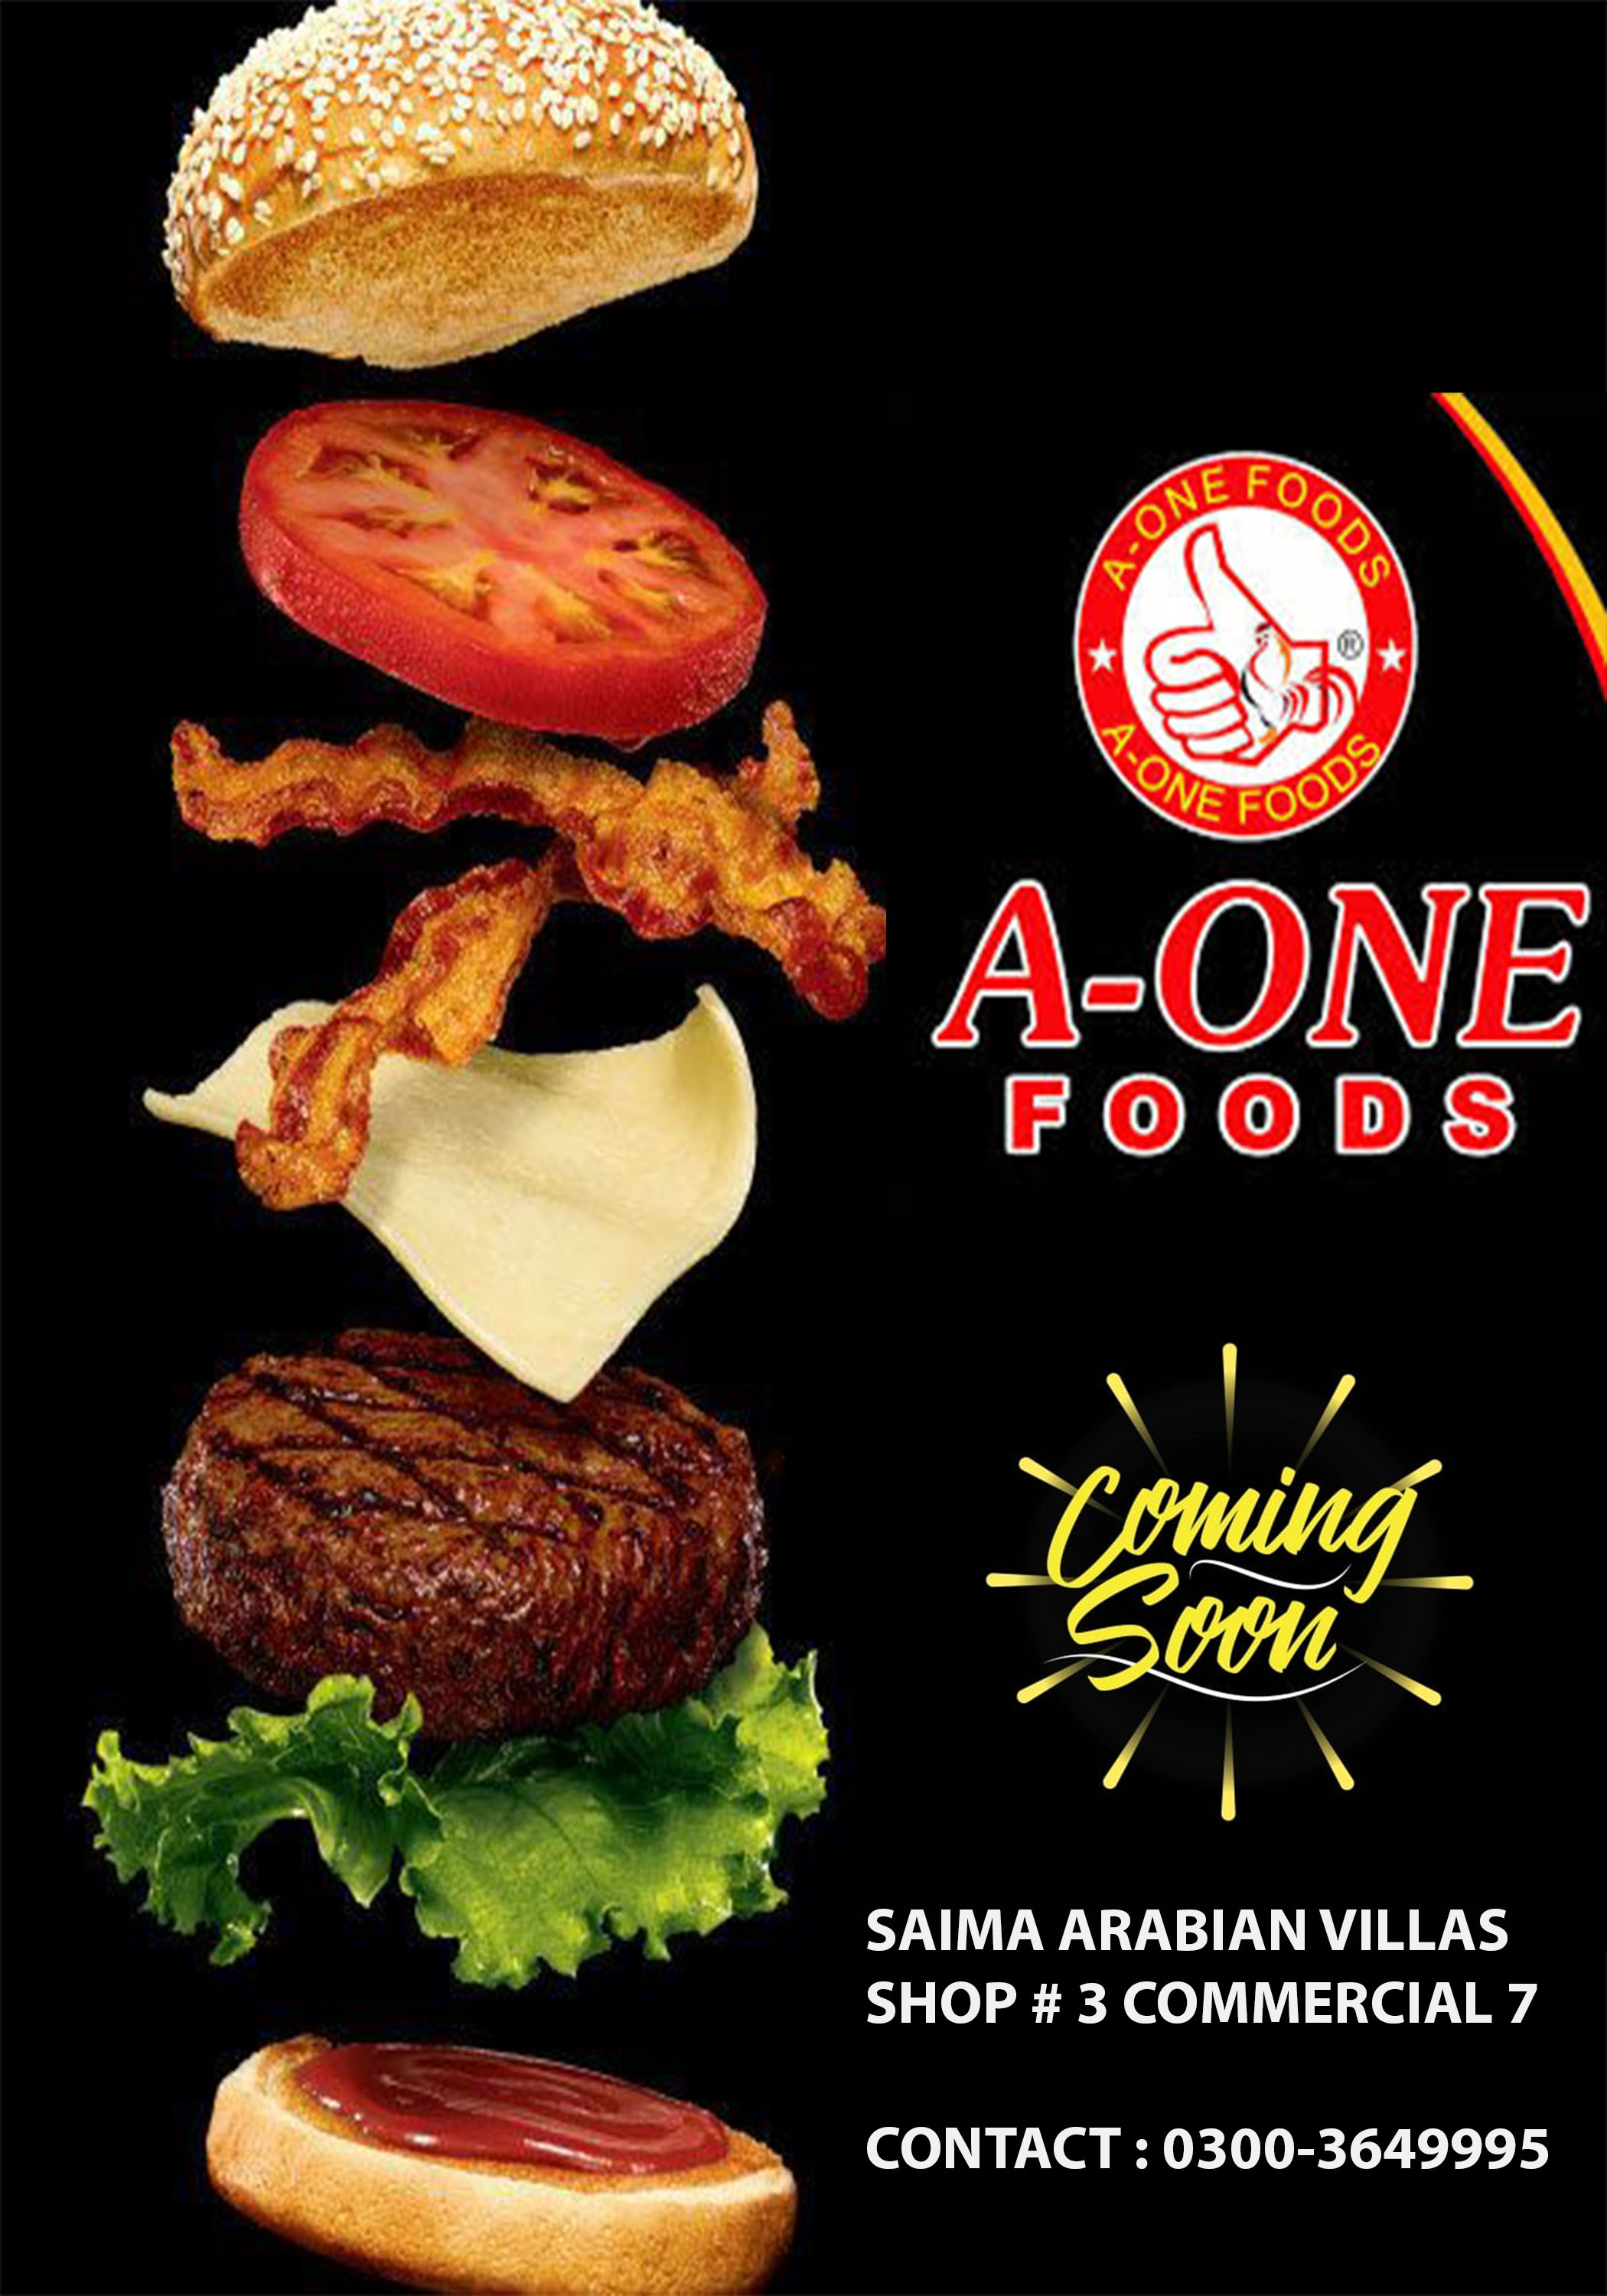 A-ONE FOODS
®
A-ONE FOODS
A-ONE
FOODS
Coming
Soon
SAIMA ARABIAN VILLAS
SHOP # 3 COMMERCIAL 7
CONTACT : 0300-3649995